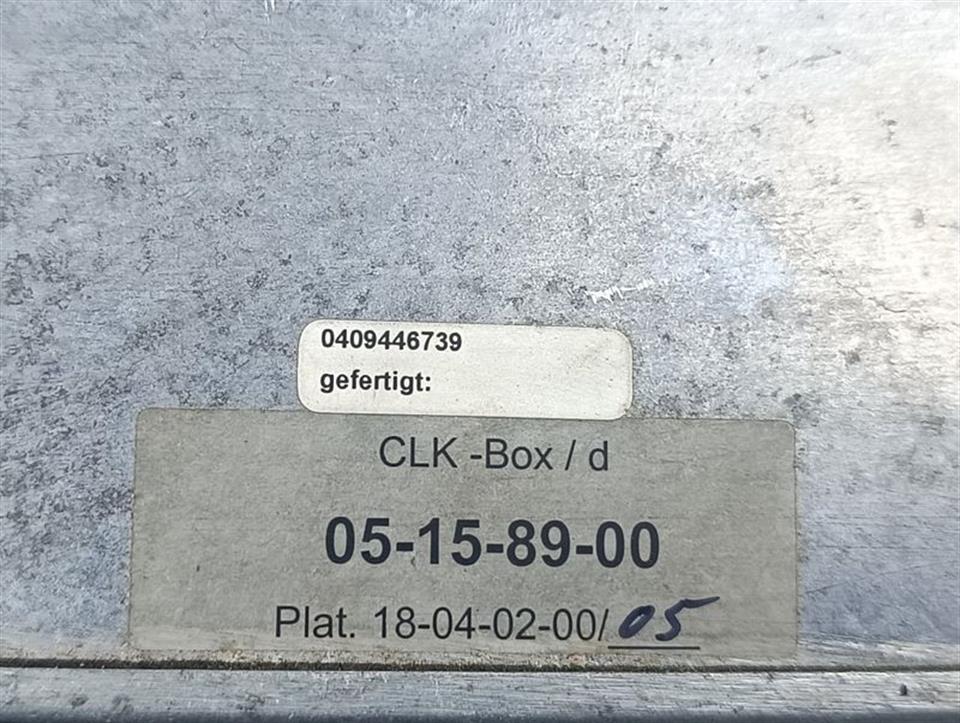 0409446739
gefertigt:
CLK -Box / d
05-15-89-00
Plat. 18-04-02-00/05